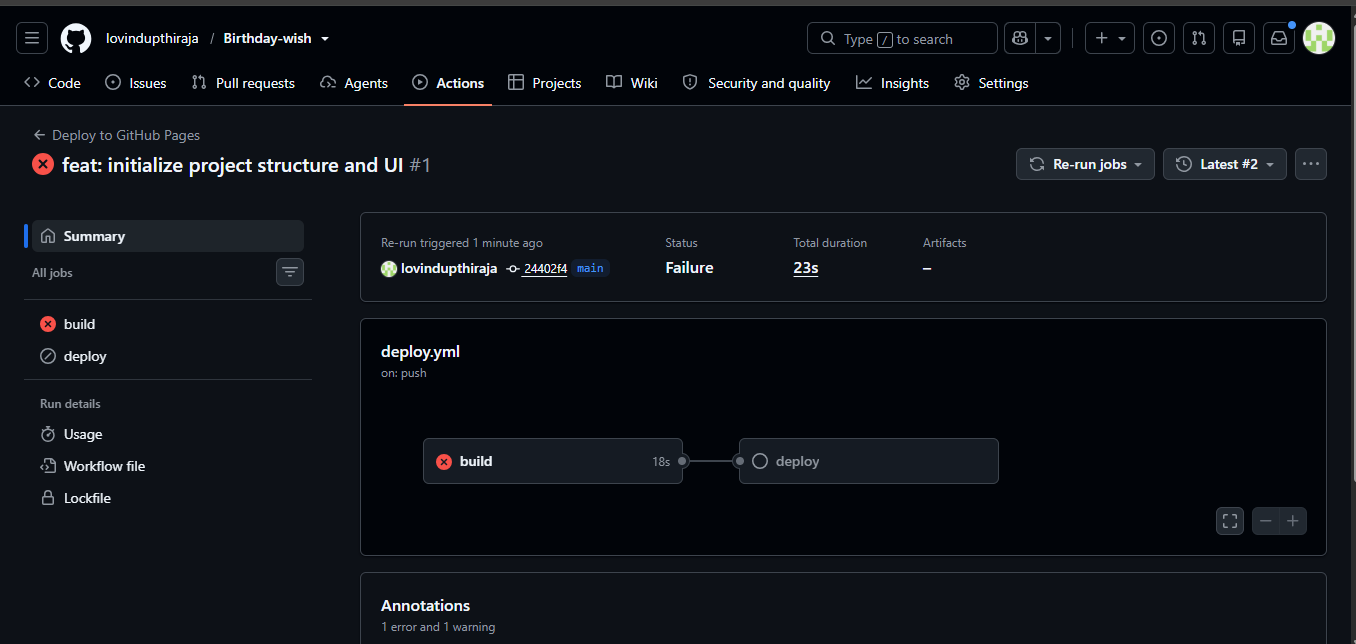 lovindupthiraja / Birthday-wish
Type / to search
Code Issues Pull requests Agents Actions Projects Wiki Security and quality Insights Settings
Deploy to GitHub Pages
feat: initialize project structure and UI #1
Re-run jobs Latest #2
Summary
All jobs
build
deploy
Run details
Usage
Workflow file
Lockfile
Re-run triggered 1 minute ago Status Total duration Artifacts
lovindupthiraja 24402f4 main Failure 23s –
deploy.yml
on: push
build 18s deploy
Annotations
1 error and 1 warning